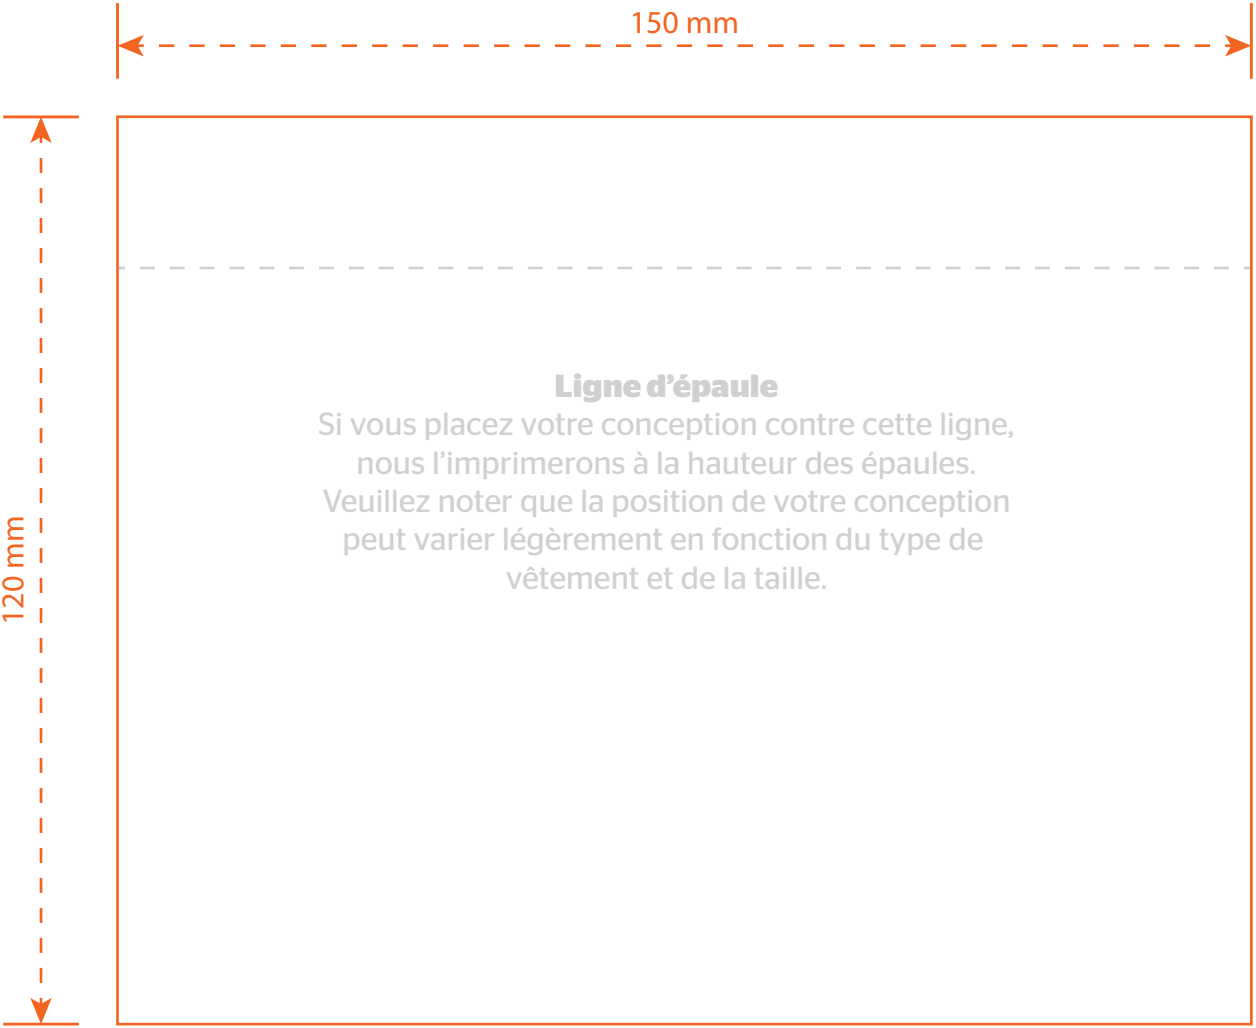 150 mm
120 mm
Ligne d’épaule
Si vous placez votre conception contre cette ligne,
nous l’imprimerons à la hauteur des épaules.
Veuillez noter que la position de votre conception
peut varier légèrement en fonction du type de
vêtement et de la taille.